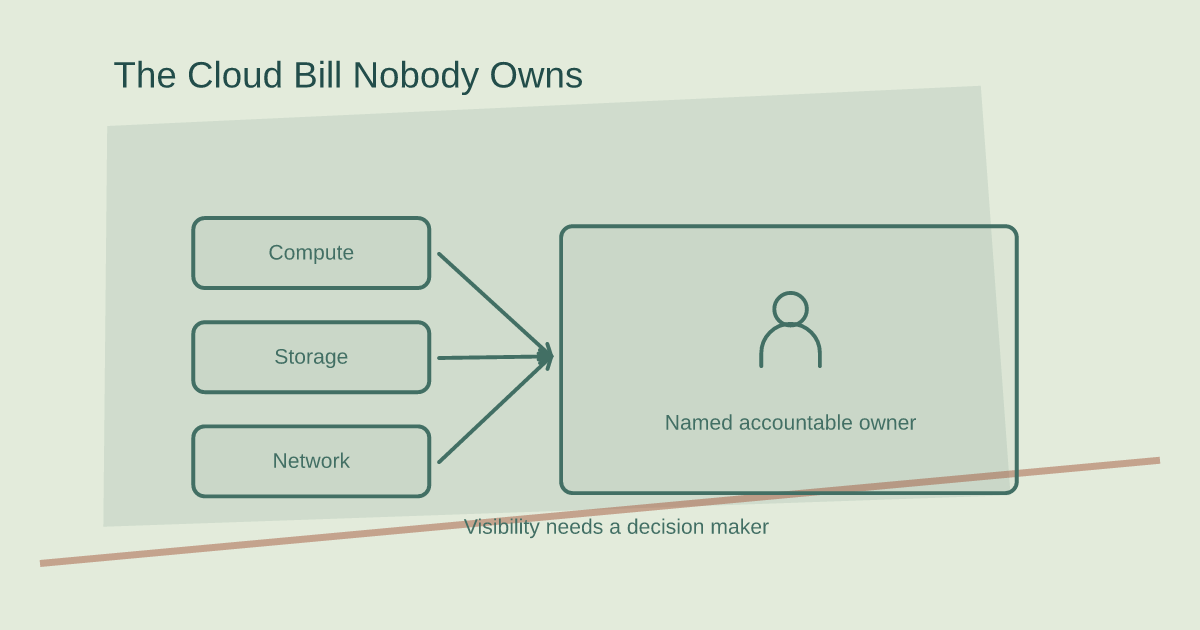 The Cloud Bill Nobody Owns
Compute
Storage
Network
Named accountable owner
Visibility needs a decision maker